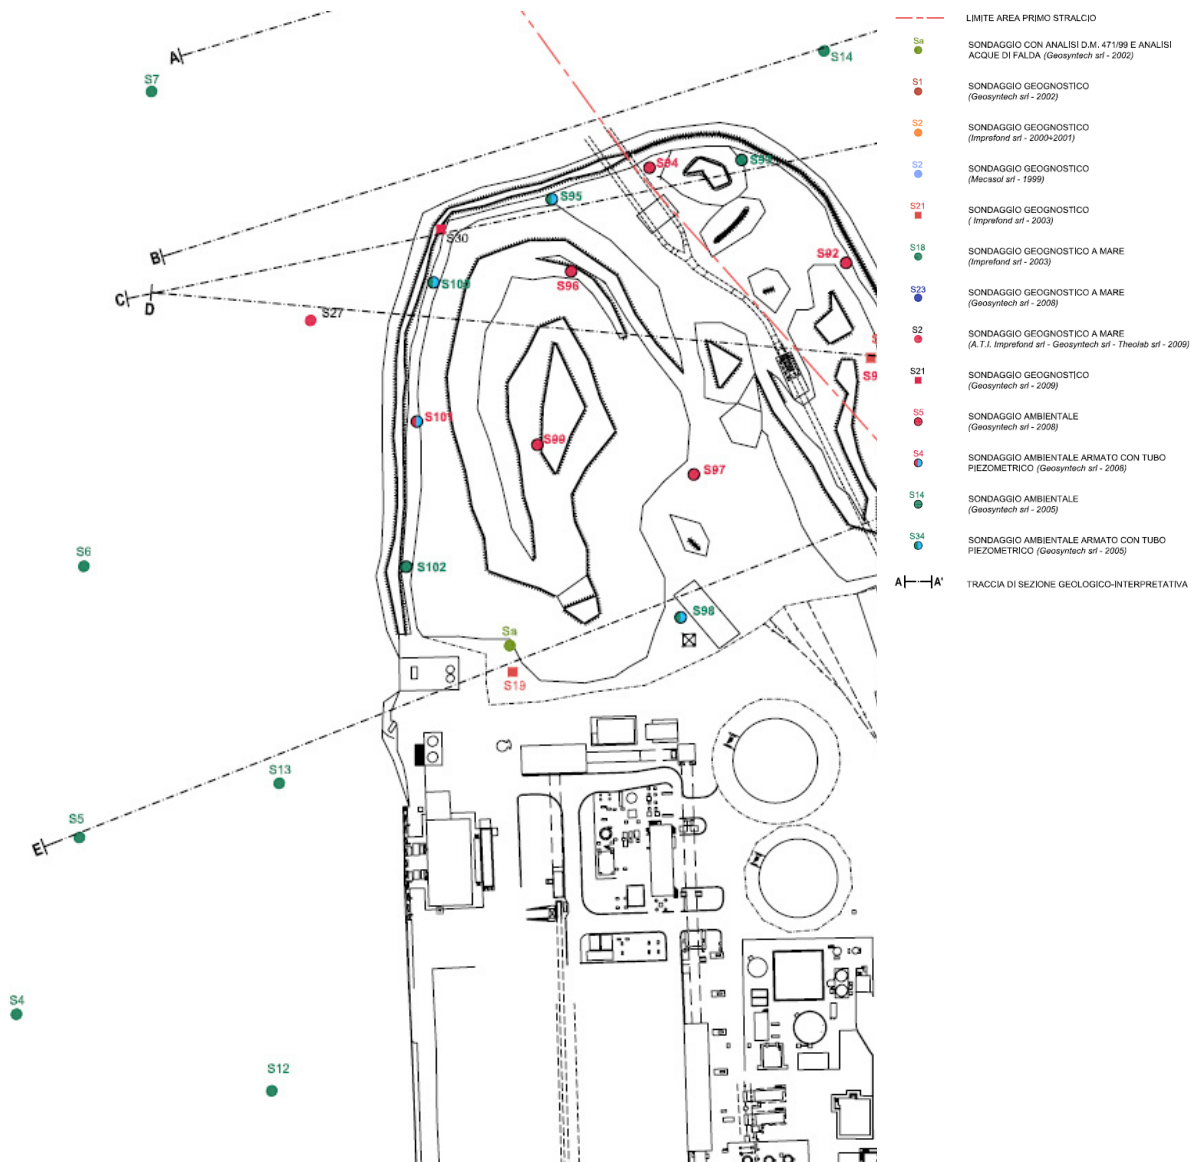 A
S7
S14
S94
S93
S95
S30
S92
B
S100
S96
C
D
S27
S101
S99
S97
S6
S102
S98
Sa
S19
S13
S5
E
S4
S12
LIMITE AREA PRIMO STRALCIO
Sa
SONDAGGIO CON ANALISI D.M. 471/99 E ANALISI
ACQUE DI FALDA (Geosyntech srl - 2002)
S1
SONDAGGIO GEOGNOSTICO
(Geosyntech srl - 2002)
S2
SONDAGGIO GEOGNOSTICO
(Imprefond srl - 2000÷2001)
S2
SONDAGGIO GEOGNOSTICO
(Mecasol srl - 1999)
S21
SONDAGGIO GEOGNOSTICO
( Imprefond srl - 2003)
S18
SONDAGGIO GEOGNOSTICO A MARE
(Imprefond srl - 2003)
S23
SONDAGGIO GEOGNOSTICO A MARE
(Geosyntech srl - 2008)
S2
SONDAGGIO GEOGNOSTICO A MARE
(A.T.I. Imprefond srl - Geosyntech srl - Theolab srl - 2009)
S21
SONDAGGIO GEOGNOSTICO
(Geosyntech srl - 2009)
S5
SONDAGGIO AMBIENTALE
(Geosyntech srl - 2008)
S4
SONDAGGIO AMBIENTALE ARMATO CON TUBO
PIEZOMETRICO (Geosyntech srl - 2008)
S14
SONDAGGIO AMBIENTALE
(Geosyntech srl - 2005)
S34
SONDAGGIO AMBIENTALE ARMATO CON TUBO
PIEZOMETRICO (Geosyntech srl - 2005)
A A'
TRACCIA DI SEZIONE GEOLOGICO-INTERPRETATIVA